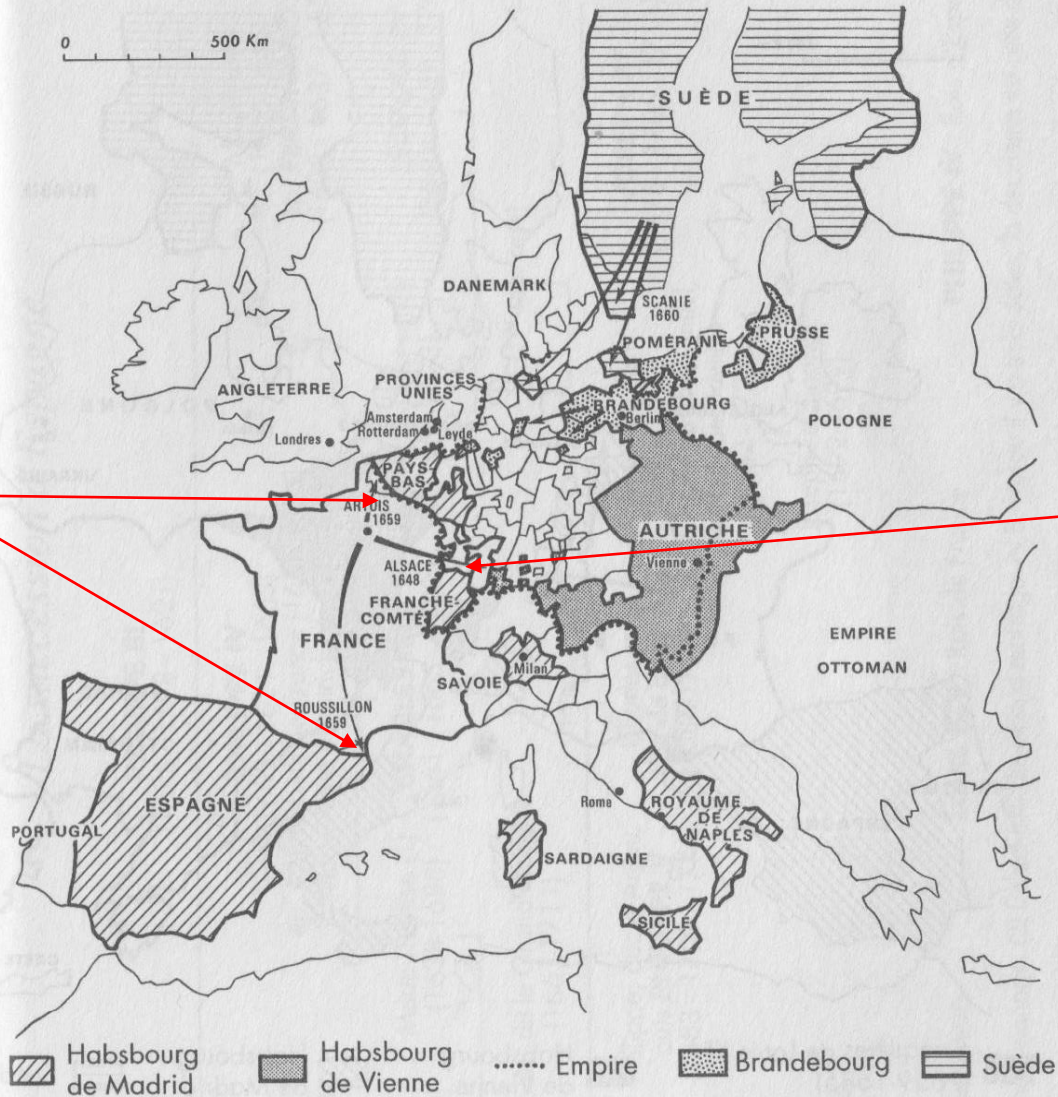 0 500 Km
SUÈDE
DANEMARK
SCANIE
1660
POMÉRANIE
PRUSSE
ANGLETERRE
PROVINCES
UNIES
BRANDEBOURG
Berlin
Amsterdam
Rotterdam
Leyde
POLOGNE
Londres
PAYS-
BAS
ARTOIS
1659
AUTRICHE
ALSACE
1648
Vienne
FRANCHE-
COMTÉ
FRANCE
EMPIRE
OTTOMAN
Milan
SAVOIE
ROUSSILLON
1659
ESPAGNE
Rome
ROYAUME
DE
NAPLES
PORTUGAL
SARDAIGNE
SICILE
Habsbourg
de Madrid
Habsbourg
de Vienne
Empire
Brandebourg
Suède